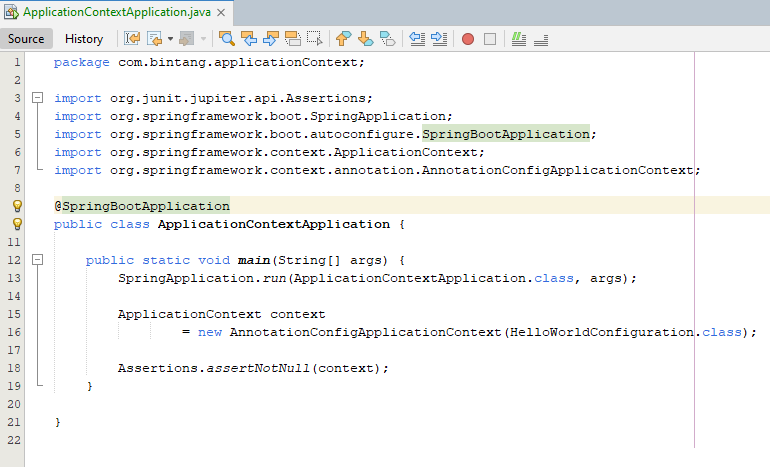 ApplicationContextApplication.java
Source History
1 package com.bintang.applicationContext;
2
3 import org.junit.jupiter.api.Assertions;
4 import org.springframework.boot.SpringApplication;
5 import org.springframework.boot.autoconfigure.SpringBootApplication;
6 import org.springframework.context.ApplicationContext;
7 import org.springframework.context.annotation.AnnotationConfigApplicationContext;
8
@SpringBootApplication
public class ApplicationContextApplication {
11
12 public static void main(String[] args) {
13 SpringApplication.run(ApplicationContextApplication.class, args);
14
15 ApplicationContext context
16 = new AnnotationConfigApplicationContext(HelloWorldConfiguration.class);
17
18 Assertions.assertNotNull(context);
19 }
20
21 }
22